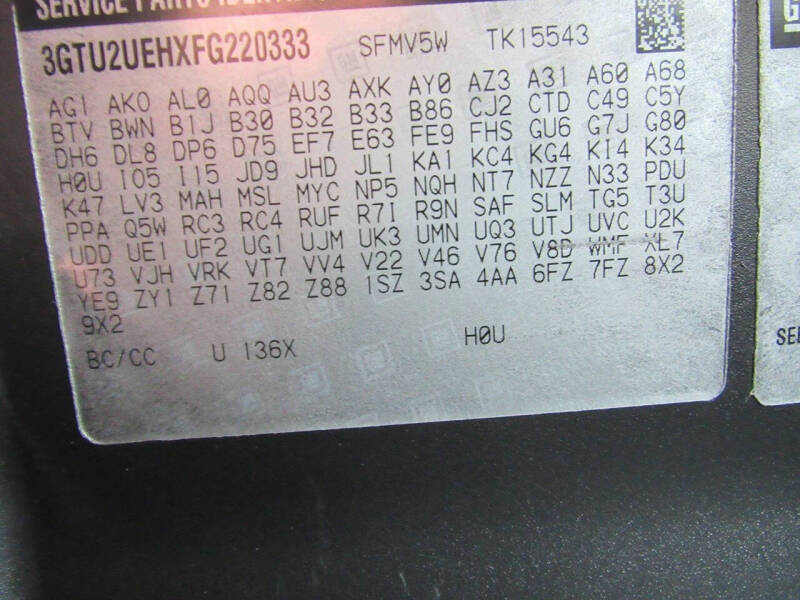 SERVICE PARTS
3GTU2UEHXFG220333 SFMV5W TK15543
AG1 AKO AL0 AQQ AU3 AXK AY0 AZ3 A31 A60 A68
BTV BWN B1J B30 B32 B33 B86 CJ2 CTD C49 C5Y
DH6 DL8 DP6 D75 EF7 E63 FE9 FHS GU6 G7J G80
H0U IO5 I15 JD9 JHD JL1 KA1 KC4 KG4 KI4 K34
K47 LV3 MAH MSL MYC NP5 NQH NT7 NZZ N33 PDU
PPA Q5W RC3 RC4 RUF R7I R9N SAF SLM TG5 T3U
UDD UE1 UF2 UG1 UJM UK3 UMN UQ3 UTJ UVC U2K
U73 VJH VRK VT7 VV4 V22 V46 V76 V8D WMF XL7
YE9 ZY1 Z71 Z82 Z88 1SZ 3SA 4AA 6FZ 7FZ 8X2
9X2
BC/CC U 136X H0U